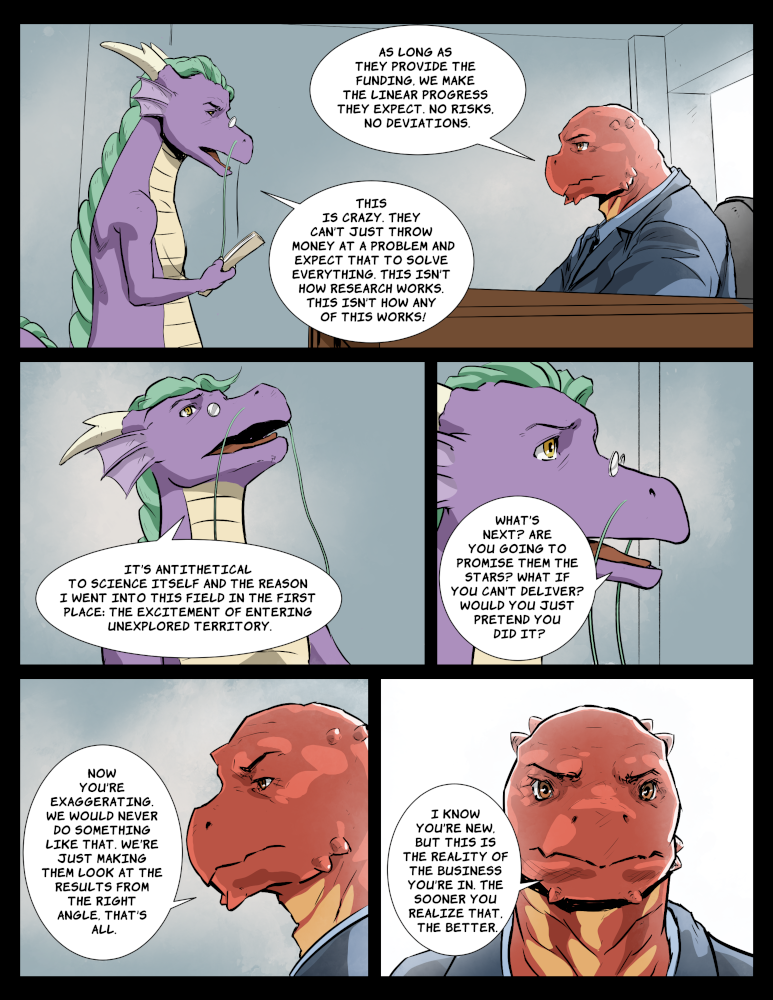 AS LONG AS
THEY PROVIDE THE
FUNDING, WE MAKE
THE LINEAR PROGRESS
THEY EXPECT. NO RISKS,
NO DEVIATIONS.
THIS
IS CRAZY. THEY
CAN'T JUST THROW
MONEY AT A PROBLEM AND
EXPECT THAT TO SOLVE
EVERYTHING. THIS ISN'T
HOW RESEARCH WORKS.
THIS ISN'T HOW ANY
OF THIS WORKS!
IT'S ANTITHETICAL
TO SCIENCE ITSELF AND THE REASON
I WENT INTO THIS FIELD IN THE FIRST
PLACE: THE EXCITEMENT OF ENTERING
UNEXPLORED TERRITORY.
WHAT'S
NEXT? ARE
YOU GOING TO
PROMISE THEM THE
STARS? WHAT IF
YOU CAN'T DELIVER?
WOULD YOU JUST
PRETEND YOU
DID IT?
NOW
YOU'RE
EXAGGERATING.
WE WOULD NEVER
DO SOMETHING
LIKE THAT. WE'RE
JUST MAKING
THEM LOOK AT THE
RESULTS FROM
THE RIGHT
ANGLE, THAT'S
ALL.
I KNOW
YOU'RE NEW,
BUT THIS IS
THE REALITY OF
THE BUSINESS
YOU'RE IN. THE
SOONER YOU
REALIZE THAT,
THE BETTER.